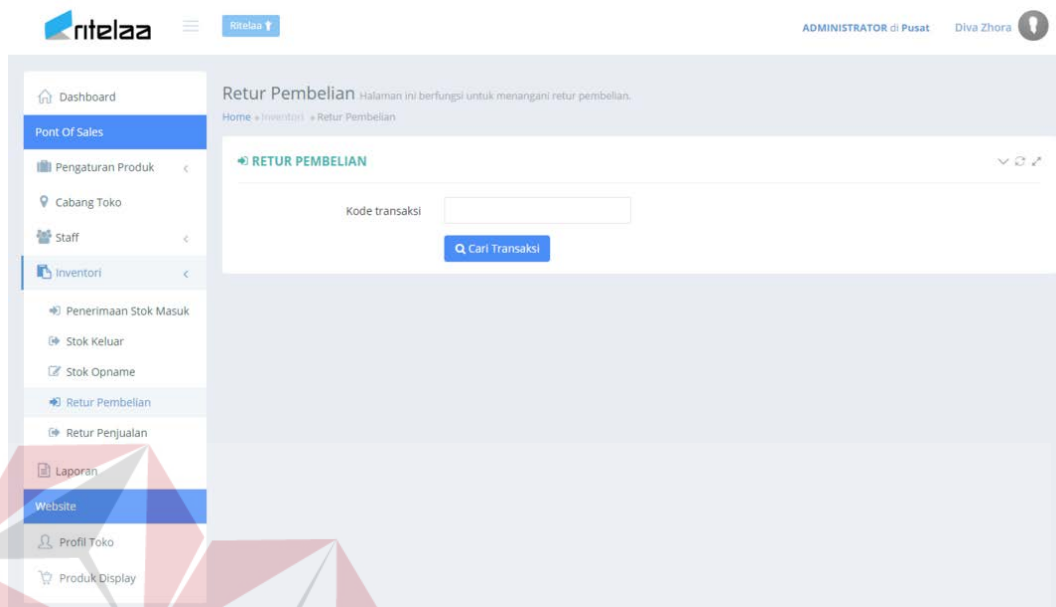 ritelaa
Ritelaa
ADMINISTRATOR di Pusat
Diva Zhora
Dashboard
Pont Of Sales
Pengaturan Produk
Cabang Toko
Staff
Inventori
Penerimaan Stok Masuk
Stok Keluar
Stok Opname
Retur Pembelian
Retur Penjualan
Laporan
Website
Profil Toko
Produk Display
Retur Pembelian Halaman ini berfungsi untuk menangani retur pembelian.
Home » Inventori » Retur Pembelian
RETUR PEMBELIAN
Kode transaksi
Cari Transaksi